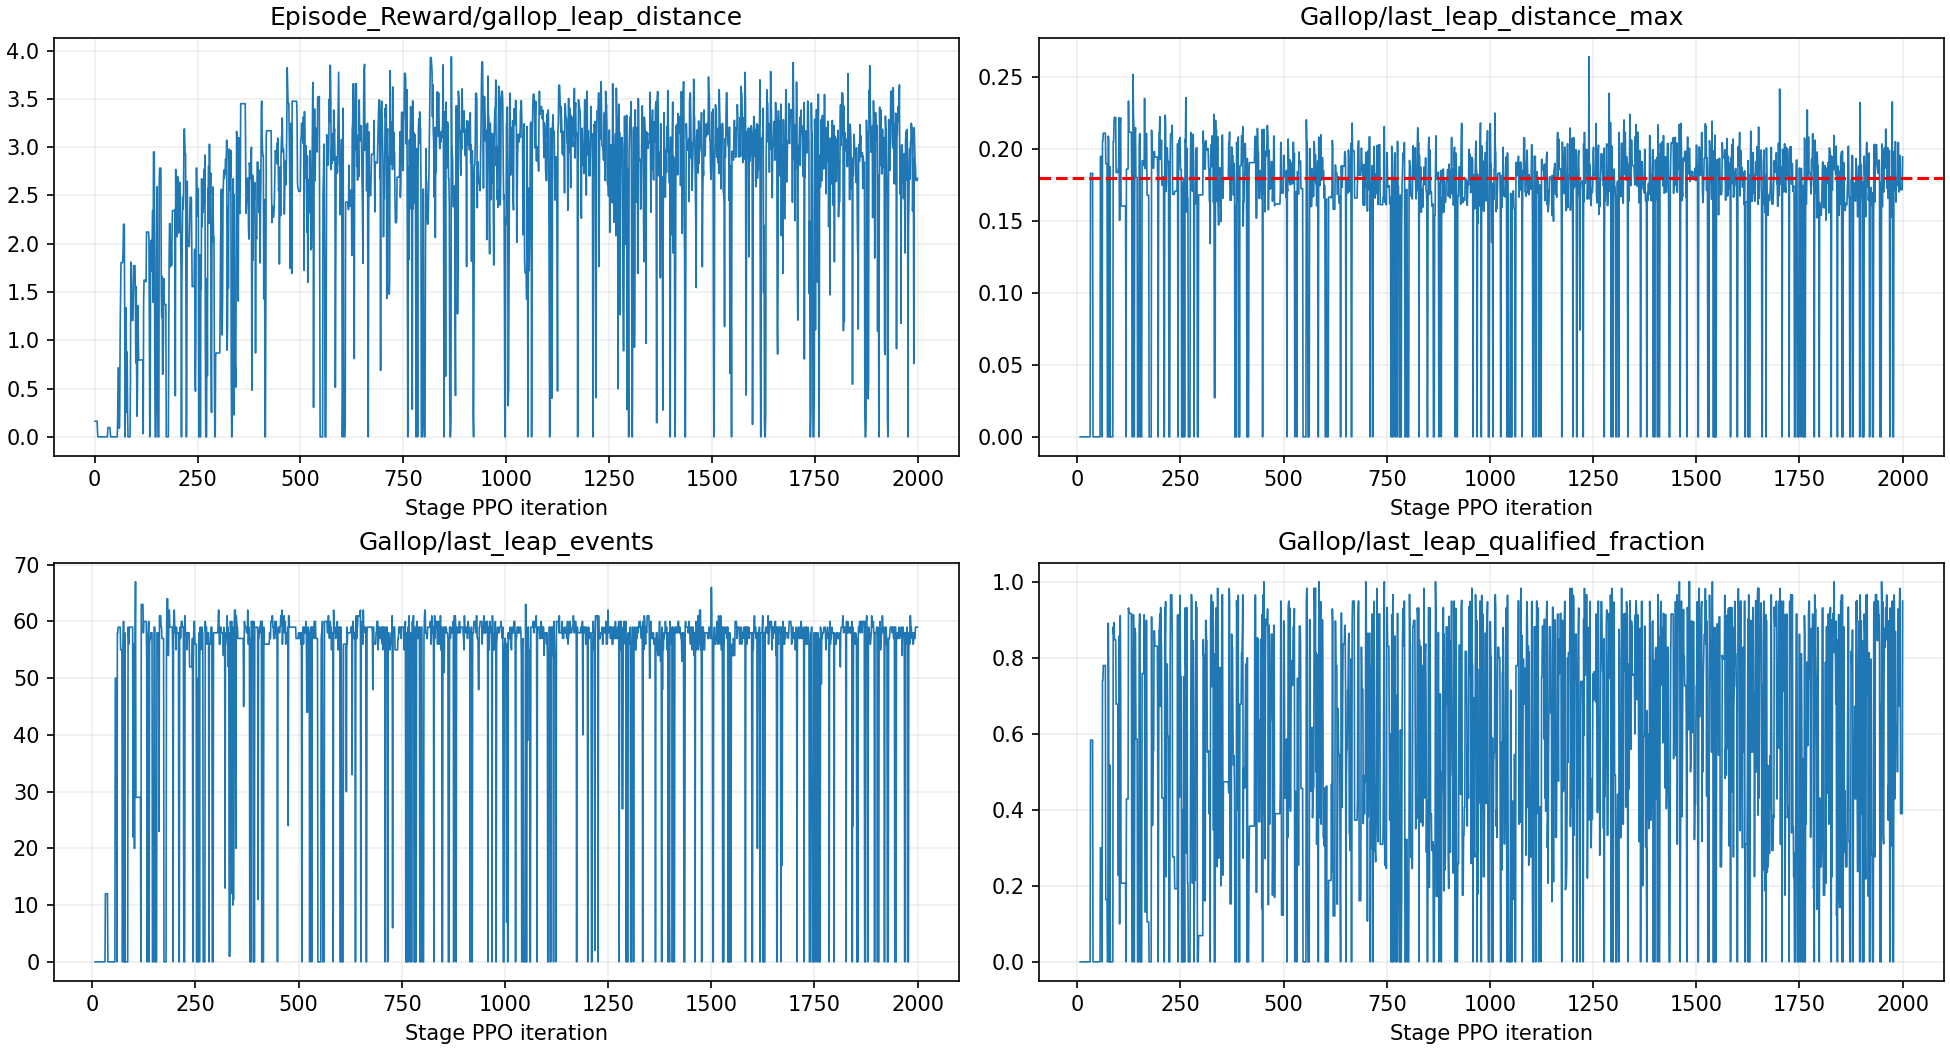 Episode_Reward/gallop_leap_distance
4.0
3.5
3.0
2.5
2.0
1.5
1.0
0.5
0.0
0 250 500 750 1000 1250 1500 1750 2000
Stage PPO iteration
Gallop/last_leap_distance_max
0.25
0.20
0.15
0.10
0.05
0.00
0 250 500 750 1000 1250 1500 1750 2000
Stage PPO iteration
Gallop/last_leap_events
70
60
50
40
30
20
10
0
0 250 500 750 1000 1250 1500 1750 2000
Stage PPO iteration
Gallop/last_leap_qualified_fraction
1.0
0.8
0.6
0.4
0.2
0.0
0 250 500 750 1000 1250 1500 1750 2000
Stage PPO iteration